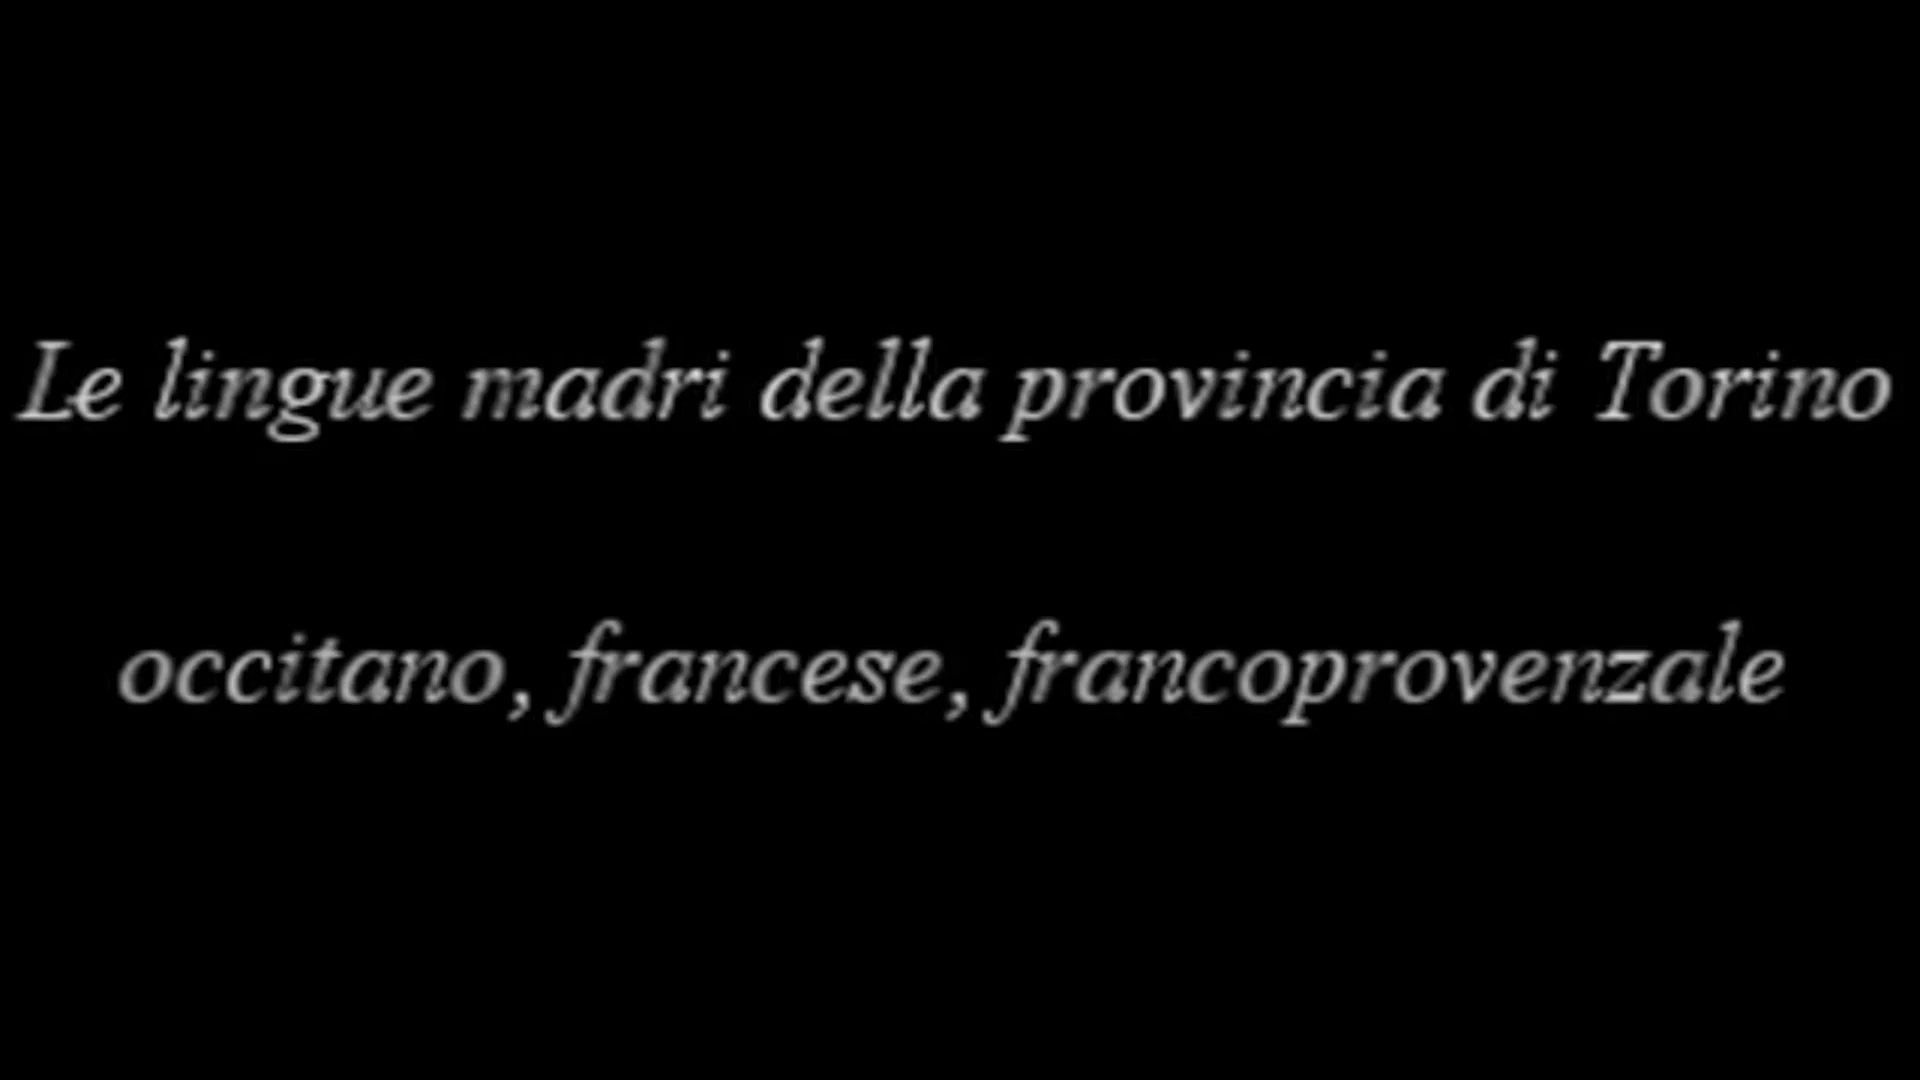 Le lingue madri della provincia di Torino
occitano, francese, francoprovenzale